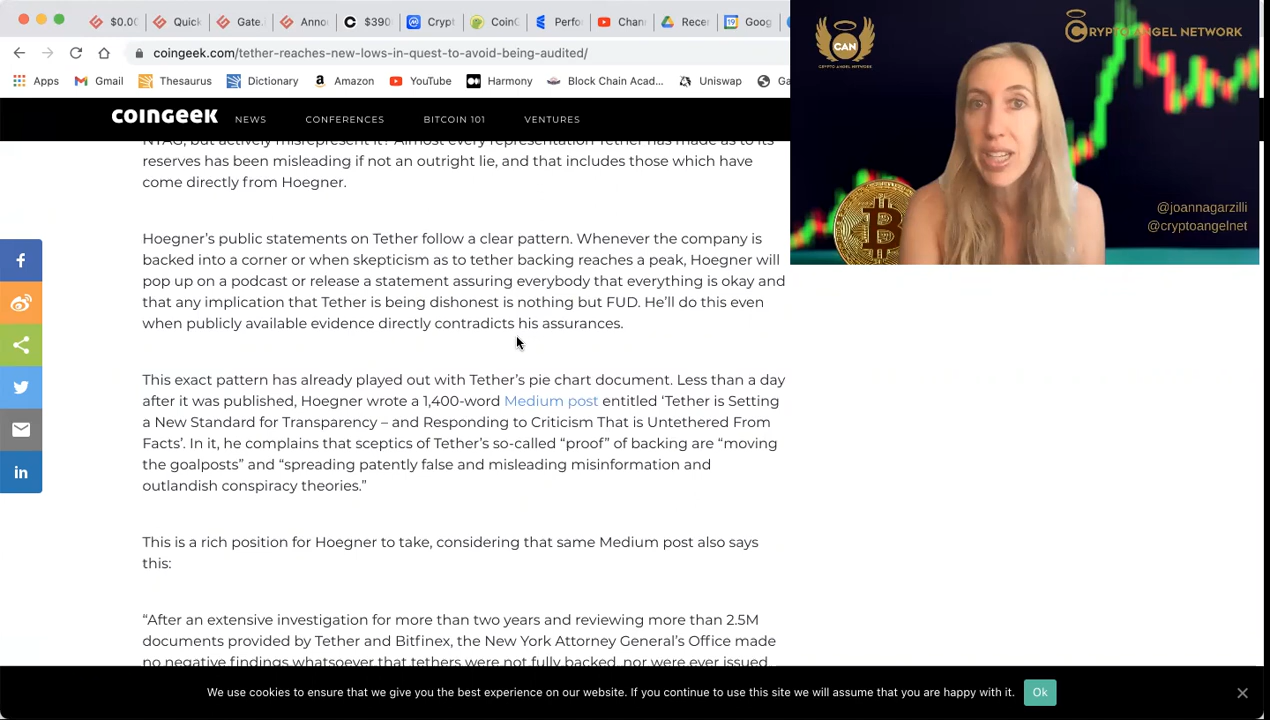 $0.0(
Quick
Gate.
Annou
$390
Crypt
CoinG
Perfo
Chan
Recen
Goog
coingeek.com/tether-reaches-new-lows-in-quest-to-avoid-being-audited/
Apps
Gmail
Thesaurus
Dictionary
Amazon
YouTube
Harmony
Block Chain Acad...
Uniswap
Ga
CAN
CRYPTO ANGEL NETWORK
CRYPTO ANGEL NETWORK
COINGEEK
NEWS
CONFERENCES
BITCOIN 101
VENTURES
NYAG, but actively misrepresent it? Almost every representation Tether has made as to its
reserves has been misleading if not an outright lie, and that includes those which have
come directly from Hoegner.
@joannagarzilli
@cryptoangelnet
Hoegner’s public statements on Tether follow a clear pattern. Whenever the company is
backed into a corner or when skepticism as to tether backing reaches a peak, Hoegner will
pop up on a podcast or release a statement assuring everybody that everything is okay and
that any implication that Tether is being dishonest is nothing but FUD. He’ll do this even
when publicly available evidence directly contradicts his assurances.
This exact pattern has already played out with Tether’s pie chart document. Less than a day
after it was published, Hoegner wrote a 1,400-word Medium post entitled ‘Tether is Setting
a New Standard for Transparency – and Responding to Criticism That is Untethered From
Facts’. In it, he complains that sceptics of Tether’s so-called “proof” of backing are “moving
the goalposts” and “spreading patently false and misleading misinformation and
outlandish conspiracy theories.”
This is a rich position for Hoegner to take, considering that same Medium post also says
this:
“After an extensive investigation for more than two years and reviewing more than 2.5M
documents provided by Tether and Bitfinex, the New York Attorney General’s Office made
no negative findings whatsoever that tethers were not fully backed, nor were ever issued
We use cookies to ensure that we give you the best experience on our website. If you continue to use this site we will assume that you are happy with it.
Ok